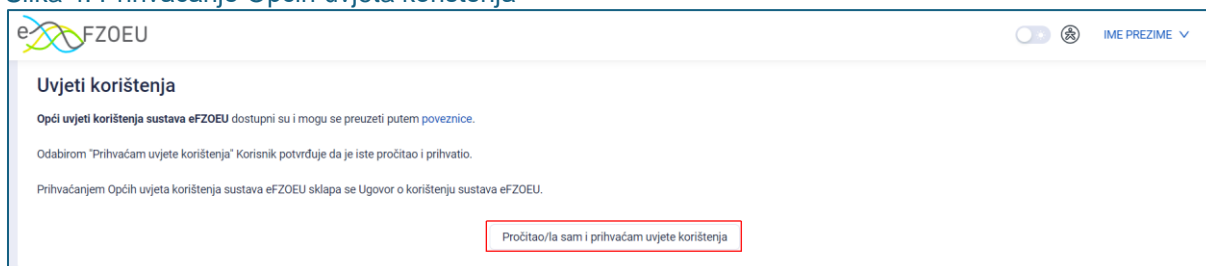 Slika 4. Prihvaćanje Općih uvjeta korištenja
e FZOEU
IME PREZIME
Uvjeti korištenja
Opći uvjeti korištenja sustava eFZOEU dostupni su i mogu se preuzeti putem poveznice.
Odabirom "Prihvaćam uvjete korištenja" Korisnik potvrđuje da je iste pročitao i prihvatio.
Prihvaćanjem Općih uvjeta korištenja sustava eFZOEU sklapa se Ugovor o korištenju sustava eFZOEU.
Pročitao/la sam i prihvaćam uvjete korištenja